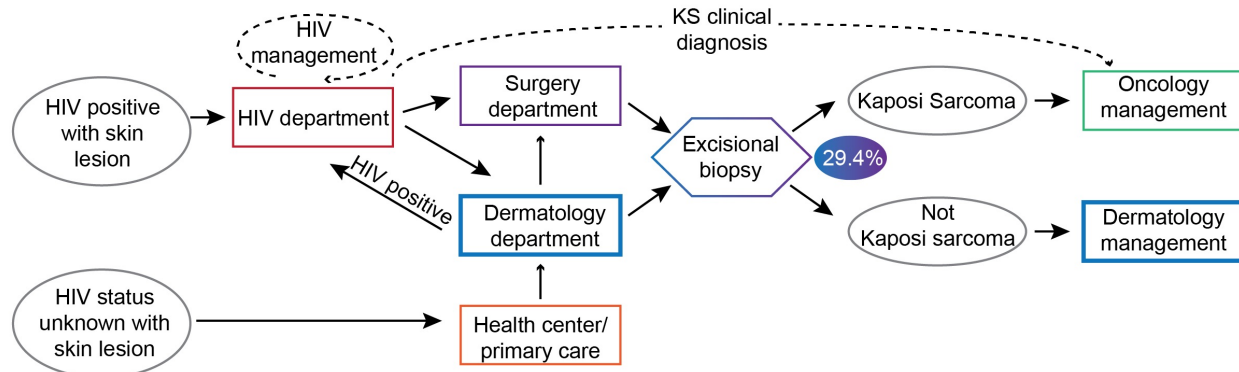 HIV
management
KS clinical
diagnosis
HIV positive
with skin
lesion
HIV department
Surgery
department
Excisional
biopsy
29.4%
Kaposi Sarcoma
Oncology
management
HIV positive
Dermatology
department
Not
Kaposi sarcoma
Dermatology
management
HIV status
unknown with
skin lesion
Health center/
primary care